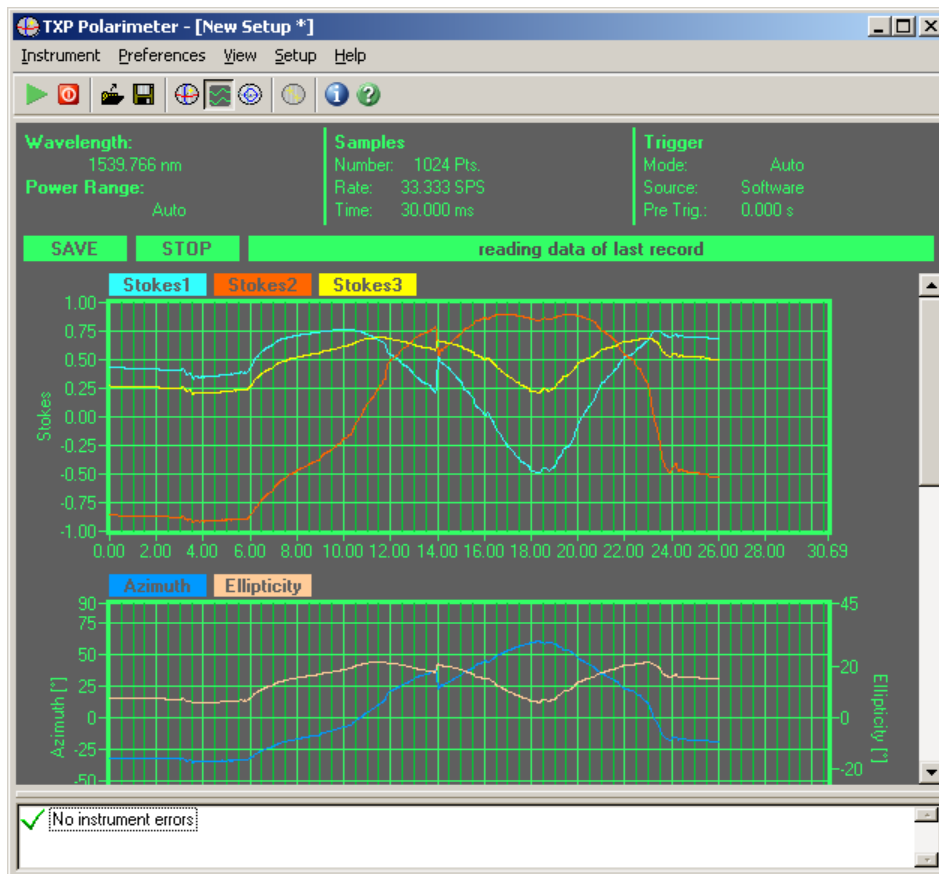 TXP Polarimeter - [New Setup *]
Instrument Preferences View Setup Help
Wavelength:
1539.766 nm
Power Range:
Auto
Samples
Number: 1024 Pts.
Rate: 33.333 SPS
Time: 30.000 ms
Trigger
Mode: Auto
Source: Software
Pre Trig.: 0.000 s
SAVE STOP reading data of last record
Stokes1 Stokes2 Stokes3
Stokes
1.00
0.75
0.50
0.25
0.00
-0.25
-0.50
-0.75
-1.00
0.00 2.00 4.00 6.00 8.00 10.00 12.00 14.00 16.00 18.00 20.00 22.00 24.00 26.00 28.00 30.69
Azimuth Ellipticity
Azimuth [°]
90
75
50
25
0
-25
-50
45
20
0
-20
Ellipticity [°]
No instrument errors